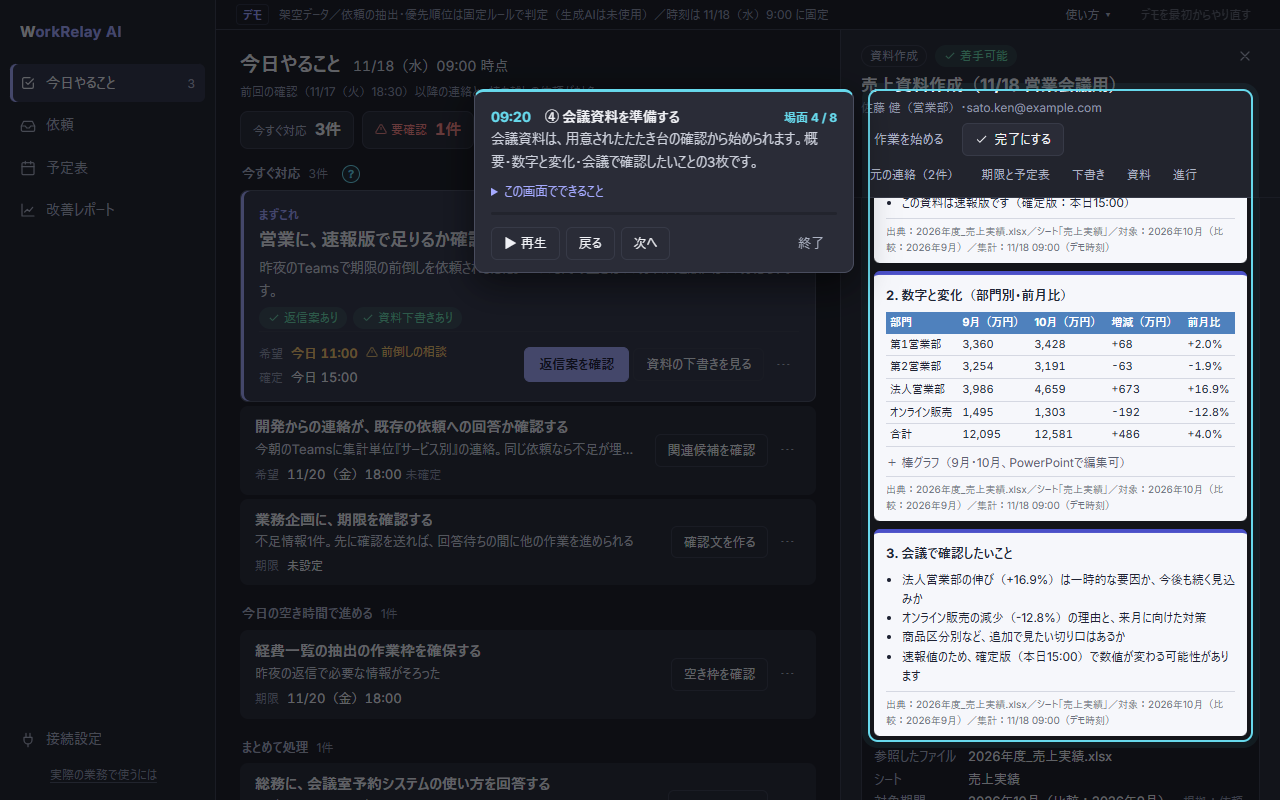 WorkRelay AI
今日やること 3
依頼
予定表
改善レポート
接続設定
実際の業務で使うには
デモ 架空データ／依頼の抽出・優先順位は固定ルールで判定（生成AIは未使用）／時刻は 11/18（水）9:00 に固定
使い方 ▼ デモを最初からやり直す
今日やること 11/18（水）09:00 時点
前回の確認（11/17（火）18:30）以降の連絡
今すぐ対応 3件
要確認 1件
今すぐ対応 3件 ?
まずこれ
営業に、速報版で足りるか確認
昨夜のTeamsで期限の前倒しを依頼され
す。
返信案あり 資料下書きあり
希望 今日 11:00 前倒しの相談
確定 今日 15:00
返信案を確認 資料の下書きを見る …
開発からの連絡が、既存の依頼への回答か確認する
今朝のTeamsに集計単位『サービス別』の連絡。同じ依頼なら不足が埋...
希望 11/20（金）18:00 未確定
関連候補を確認 …
業務企画に、期限を確認する
不足情報1件。先に確認を送れば、回答待ちの間に他の作業を進められる
期限 未設定
確認文を作る …
今日の空き時間で進める 1件
経費一覧の抽出の作業枠を確保する
昨夜の返信で必要な情報がそろった
期限 11/20（金）18:00
空き枠を確認 …
まとめて処理 1件
総務に、会議室予約システムの使い方を回答する
09:20 ④ 会議資料を準備する 場面 4 / 8
会議資料は、用意されたたたき台の確認から始められます。概
要・数字と変化・会議で確認したいことの3枚です。
▶ この画面でできること
▶ 再生 戻る 次へ 終了
資料作成 着手可能
売上資料作成（11/18 営業会議用）
佐藤 健（営業部）・sato.ken@example.com
作業を始める 完了にする
元の連絡（2件） 期限と予定表 下書き 資料 進行
• この資料は速報版です（確定版：本日15:00）
出典：2026年度_売上実績.xlsx／シート「売上実績」／対象：2026年10月（比
較：2026年9月）／集計：11/18 09:00（デモ時刻）
2. 数字と変化（部門別・前月比）
部門 9月（万円） 10月（万円） 増減（万円） 前月比
第1営業部 3,360 3,428 +68 +2.0%
第2営業部 3,254 3,191 -63 -1.9%
法人営業部 3,986 4,659 +673 +16.9%
オンライン販売 1,495 1,303 -192 -12.8%
合計 12,095 12,581 +486 +4.0%
＋ 棒グラフ（9月・10月、PowerPointで編集可）
出典：2026年度_売上実績.xlsx／シート「売上実績」／対象：2026年10月（比
較：2026年9月）／集計：11/18 09:00（デモ時刻）
3. 会議で確認したいこと
• 法人営業部の伸び（+16.9%）は一時的な要因か、今後も続く見込
みか
• オンライン販売の減少（-12.8%）の理由と、来月に向けた対策
• 商品区分別など、追加で見たい切り口はあるか
• 速報値のため、確定版（本日15:00）で数値が変わる可能性があり
ます
出典：2026年度_売上実績.xlsx／シート「売上実績」／対象：2026年10月（比
較：2026年9月）／集計：11/18 09:00（デモ時刻）
参照したファイル 2026年度_売上実績.xlsx
シート 売上実績
対象期間 2026年10月（比較：2026年9月）